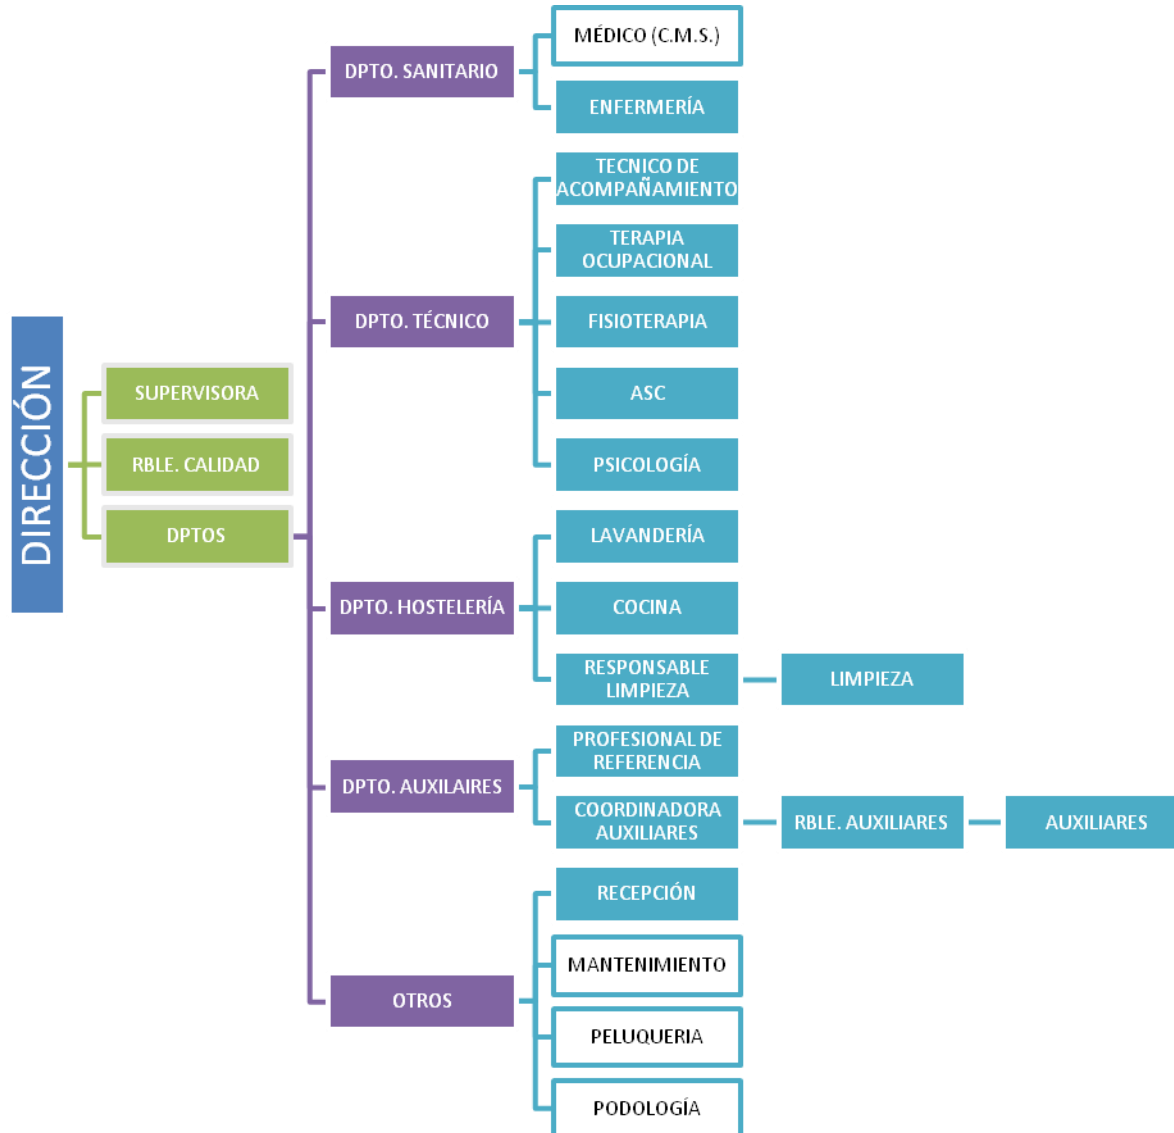 DIRECCIÓN
SUPERVISORA
RBLE. CALIDAD
DPTOS
DPTO. SANITARIO
MÉDICO (C.M.S.)
ENFERMERÍA
DPTO. TÉCNICO
TECNICO DE
ACOMPAÑAMIENTO
TERAPIA
OCUPACIONAL
FISIOTERAPIA
ASC
PSICOLOGÍA
DPTO. HOSTELERÍA
LAVANDERÍA
COCINA
RESPONSABLE
LIMPIEZA
LIMPIEZA
DPTO. AUXILAIRES
PROFESIONAL DE
REFERENCIA
COORDINADORA
AUXILIARES
RBLE. AUXILIARES
AUXILIARES
OTROS
RECEPCIÓN
MANTENIMIENTO
PELUQUERIA
PODOLOGÍA